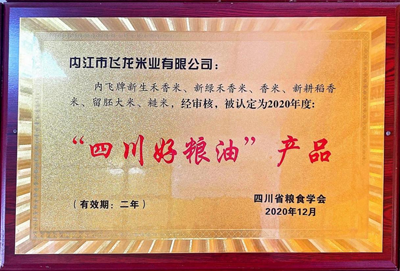 内江市飞龙米业有限公司：
内飞牌新生禾香米、新绿禾香米、香米、新耕稻香
米、留胚大米、糙米，经审核，被认定为2020年度：
“四川好粮油”产品
（有效期：二年）
四川省粮食学会
2020年12月